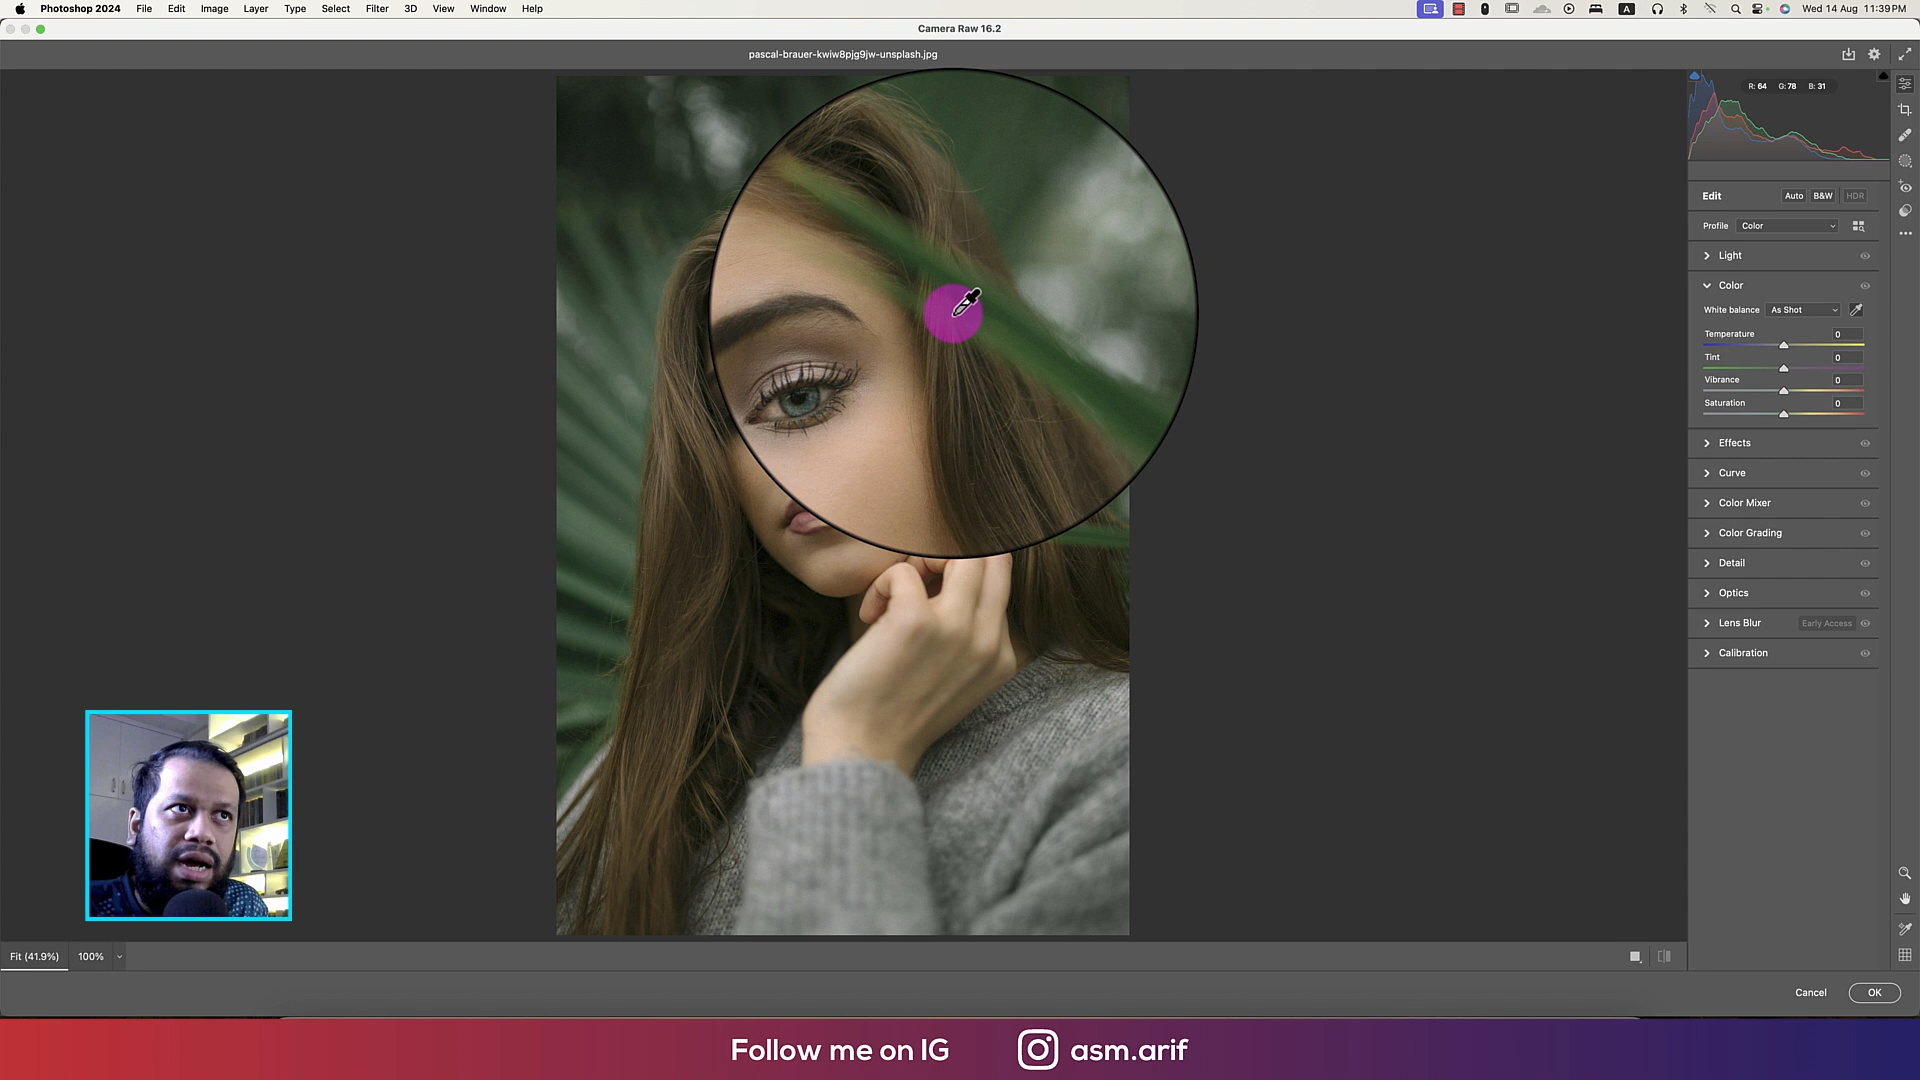 Photoshop 2024 File Edit Image Layer Type Select Filter 3D View Window Help A Wed 14 Aug 11:39 PM
Camera Raw 16.2
pascal-brauer-kwiw8pjg9jw-unsplash.jpg
R: 64 G: 78 B: 31
Edit Auto B&W HDR
Profile Color
Light
Color
White balance As Shot
Temperature 0
Tint 0
Vibrance 0
Saturation 0
Effects
Curve
Color Mixer
Color Grading
Detail
Optics
Lens Blur Early Access
Calibration
Fit (41.9%) 100%
Cancel OK
Follow me on IG asm.arif